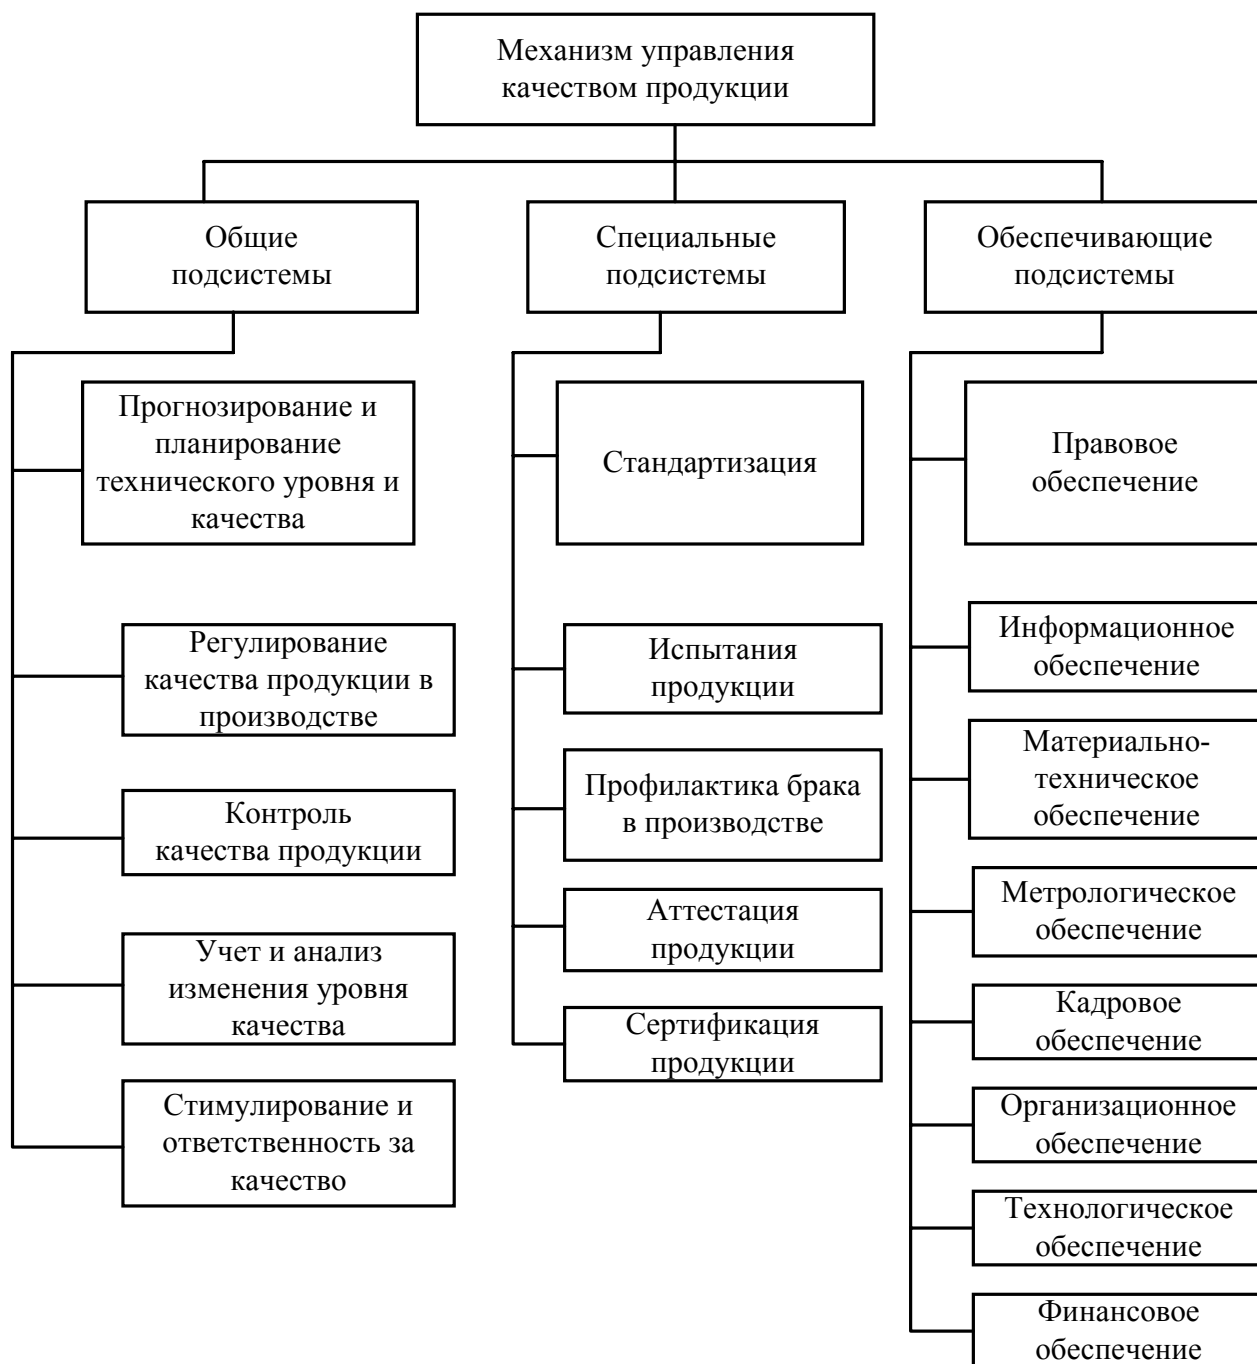 Механизм управления
качеством продукции
Общие
подсистемы
Прогнозирование и
планирование
технического уровня и
качества
Регулирование
качества продукции в
производстве
Контроль
качества продукции
Учет и анализ
изменения уровня
качества
Стимулирование и
ответственность за
качество
Специальные
подсистемы
Стандартизация
Испытания
продукции
Профилактика брака
в производстве
Аттестация
продукции
Сертификация
продукции
Обеспечивающие
подсистемы
Правовое
обеспечение
Информационное
обеспечение
Материально-
техническое
обеспечение
Метрологическое
обеспечение
Кадровое
обеспечение
Организационное
обеспечение
Технологическое
обеспечение
Финансовое
обеспечение